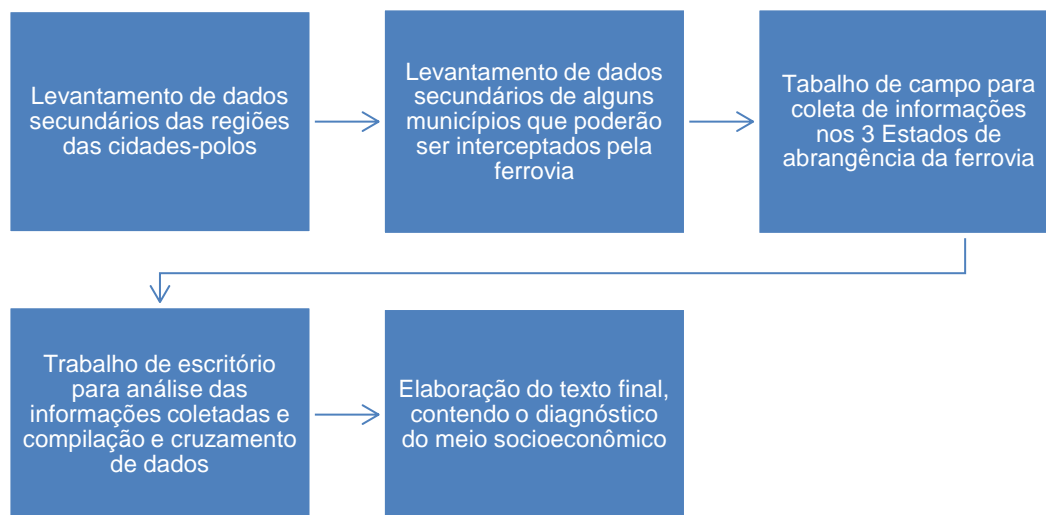 Levantamento de dados
secundários das regiões
das cidades-polos
Levantamento de dados
secundários de alguns
municípios que poderão
ser interceptados pela
ferrovia
Tabalho de campo para
coleta de informações
nos 3 Estados de
abrangência da ferrovia
Trabalho de escritório
para análise das
informações coletadas e
compilação e cruzamento
de dados
Elaboração do texto final,
contendo o diagnóstico
do meio socioeconômico